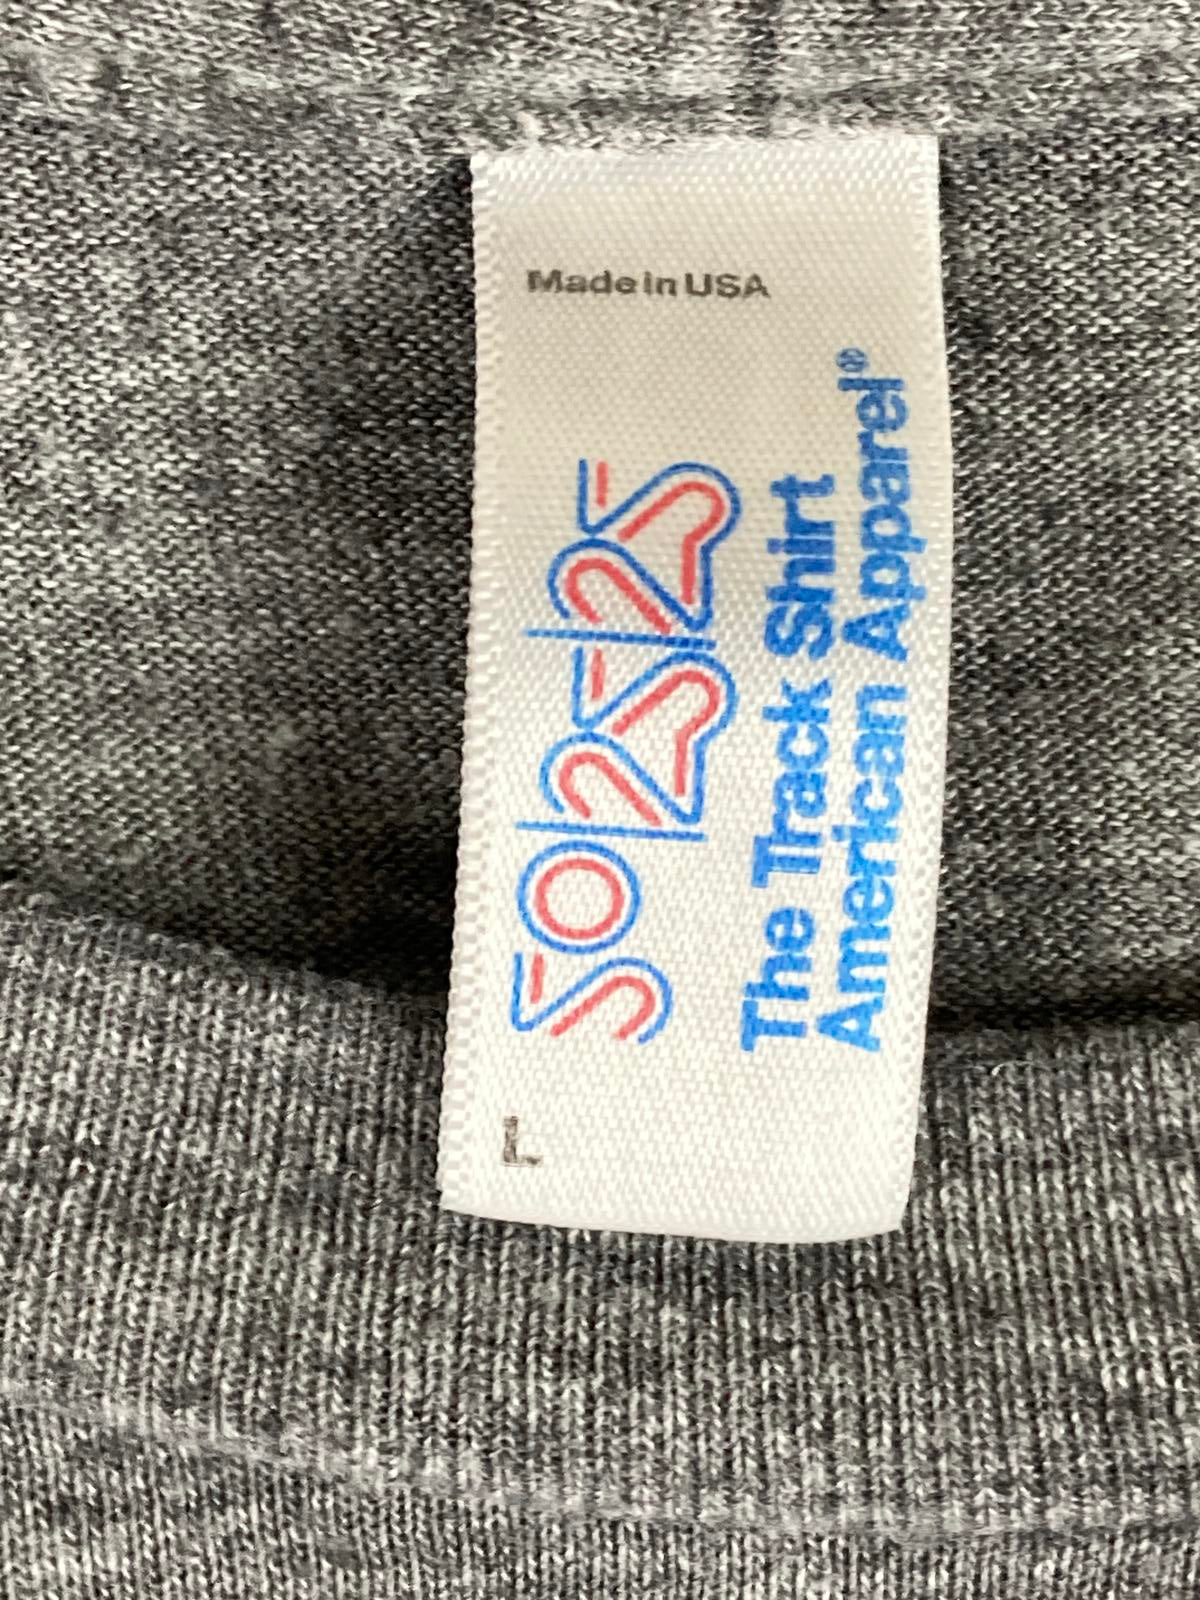 Made in USA
50/25/25
The Track Shirt
American Apparel®
L